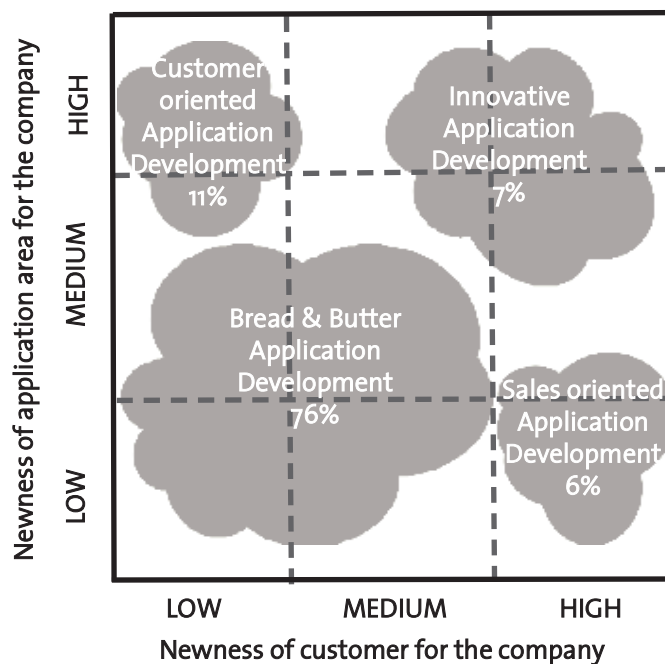 Newness of application area for the company
HIGH
MEDIUM
LOW
Customer
oriented
Application
Development
11%
Innovative
Application
Development
7%
Bread & Butter
Application
Development
76%
Sales oriented
Application
Development
6%
LOW MEDIUM HIGH
Newness of customer for the company